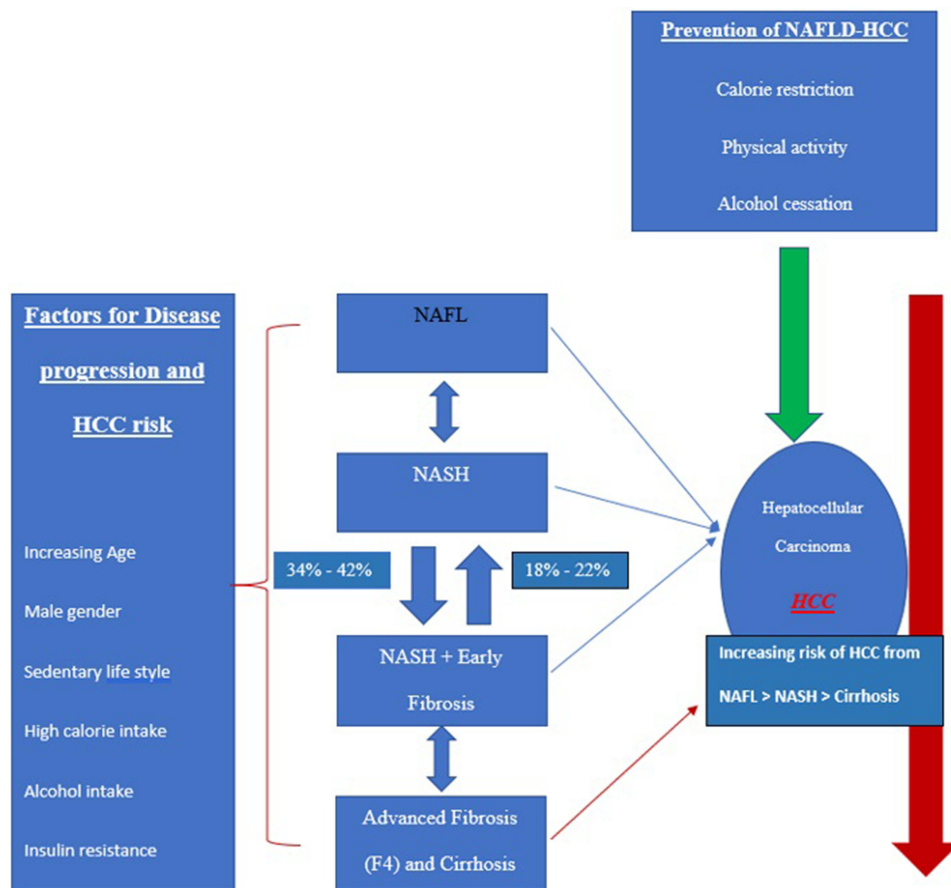 Prevention of NAFLD-HCC
Calorie restriction
Physical activity
Alcohol cessation
Factors for Disease
progression and
HCC risk
Increasing Age
Male gender
Sedentary life style
High calorie intake
Alcohol intake
Insulin resistance
NAFL
NASH
34% - 42%
18% - 22%
NASH + Early
Fibrosis
Advanced Fibrosis
(F4) and Cirrhosis
Hepatocellular
Carcinoma
HCC
Increasing risk of HCC from
NAFL > NASH > Cirrhosis